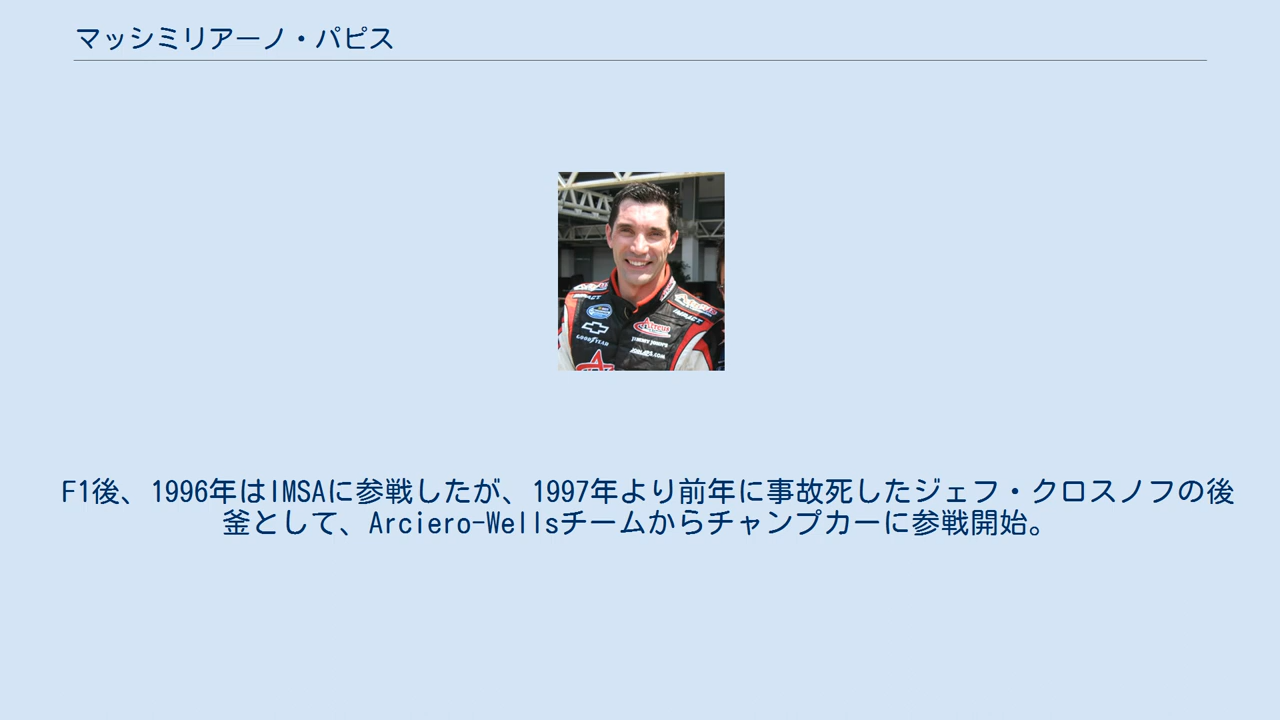 マッシミリアーノ・パピス
IMPACT
GOODYEAR
F1後、1996年はIMSAに参戦したが、1997年より前年に事故死したジェフ・クロスノフの後
釜として、Arciero-Wellsチームからチャンプカーに参戦開始。